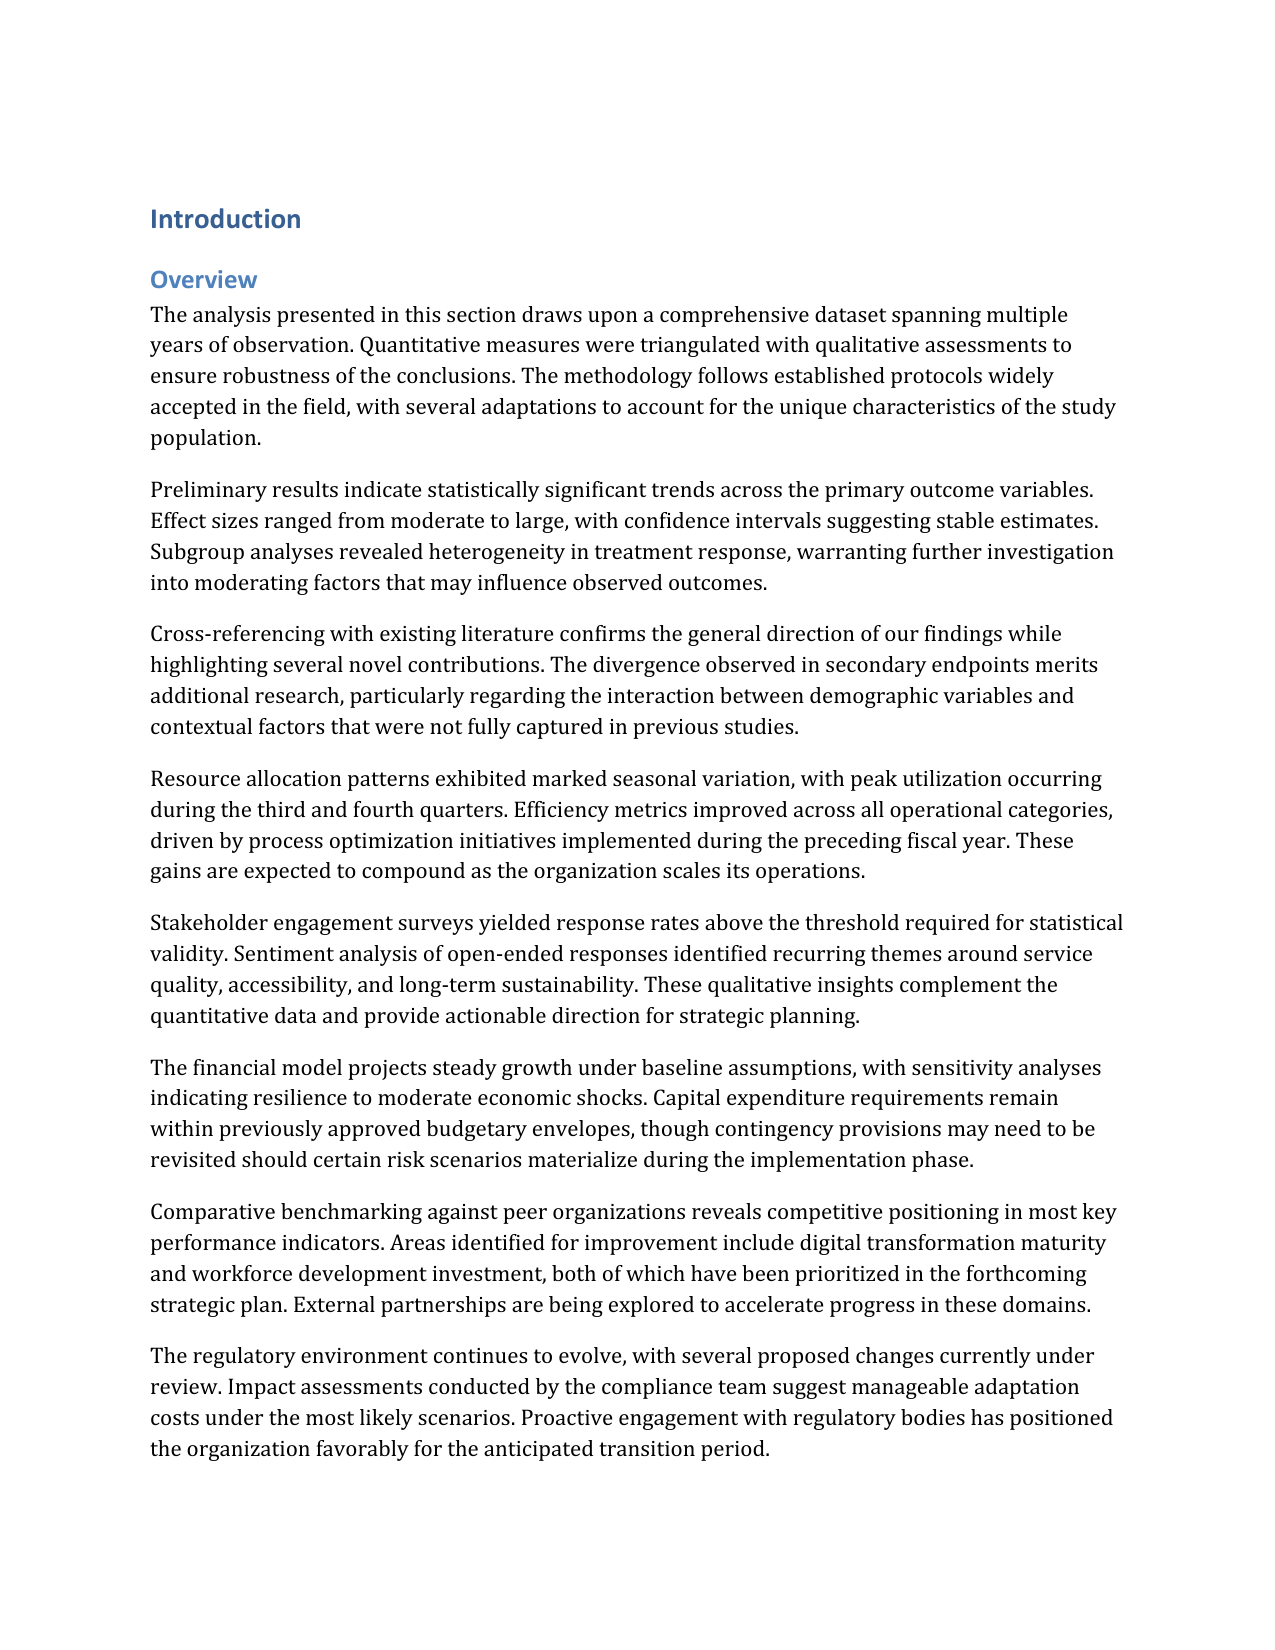 Introduction
Overview
The analysis presented in this section draws upon a comprehensive dataset spanning multiple
years of observation. Quantitative measures were triangulated with qualitative assessments to
ensure robustness of the conclusions. The methodology follows established protocols widely
accepted in the field, with several adaptations to account for the unique characteristics of the study
population.
Preliminary results indicate statistically significant trends across the primary outcome variables.
Effect sizes ranged from moderate to large, with confidence intervals suggesting stable estimates.
Subgroup analyses revealed heterogeneity in treatment response, warranting further investigation
into moderating factors that may influence observed outcomes.
Cross-referencing with existing literature confirms the general direction of our findings while
highlighting several novel contributions. The divergence observed in secondary endpoints merits
additional research, particularly regarding the interaction between demographic variables and
contextual factors that were not fully captured in previous studies.
Resource allocation patterns exhibited marked seasonal variation, with peak utilization occurring
during the third and fourth quarters. Efficiency metrics improved across all operational categories,
driven by process optimization initiatives implemented during the preceding fiscal year. These
gains are expected to compound as the organization scales its operations.
Stakeholder engagement surveys yielded response rates above the threshold required for statistical
validity. Sentiment analysis of open-ended responses identified recurring themes around service
quality, accessibility, and long-term sustainability. These qualitative insights complement the
quantitative data and provide actionable direction for strategic planning.
The financial model projects steady growth under baseline assumptions, with sensitivity analyses
indicating resilience to moderate economic shocks. Capital expenditure requirements remain
within previously approved budgetary envelopes, though contingency provisions may need to be
revisited should certain risk scenarios materialize during the implementation phase.
Comparative benchmarking against peer organizations reveals competitive positioning in most key
performance indicators. Areas identified for improvement include digital transformation maturity
and workforce development investment, both of which have been prioritized in the forthcoming
strategic plan. External partnerships are being explored to accelerate progress in these domains.
The regulatory environment continues to evolve, with several proposed changes currently under
review. Impact assessments conducted by the compliance team suggest manageable adaptation
costs under the most likely scenarios. Proactive engagement with regulatory bodies has positioned
the organization favorably for the anticipated transition period.